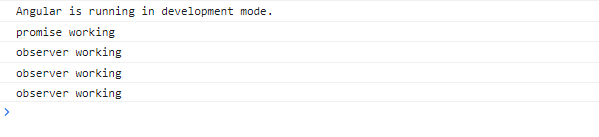 Angular is running in development mode.
promise working
observer working
observer working
observer working